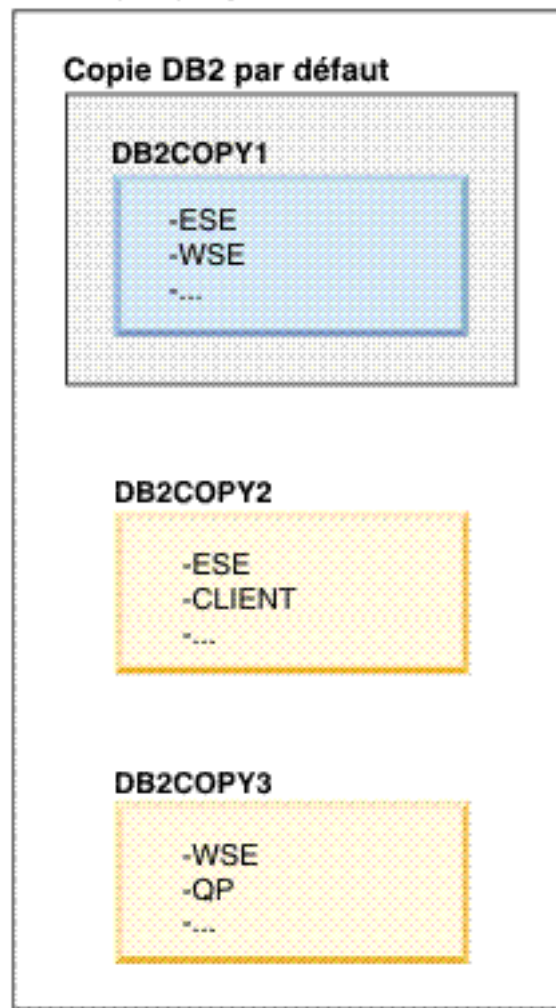 Copie DB2 par défaut
DB2COPY1
-ESE
-WSE
-...
DB2COPY2
-ESE
-CLIENT
-...
DB2COPY3
-WSE
-QP
-...